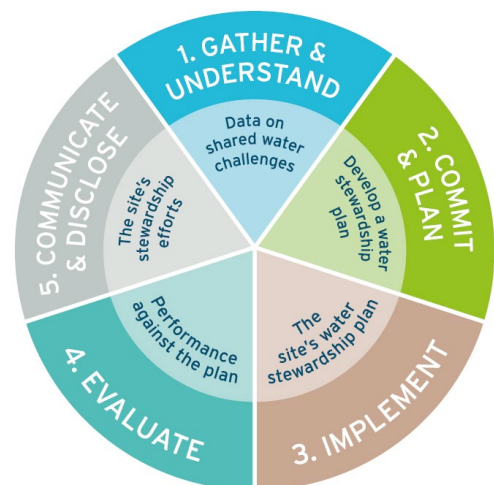 1. GATHER &
UNDERSTAND
Data on
shared water
challenges
2. COMMIT
& PLAN
Develop a water
stewardship
plan
3. IMPLEMENT
The
site's water
stewardship plan
4. EVALUATE
Performance
against the plan
5. COMMUNICATE
& DISCLOSE
The site's
stewardship
efforts